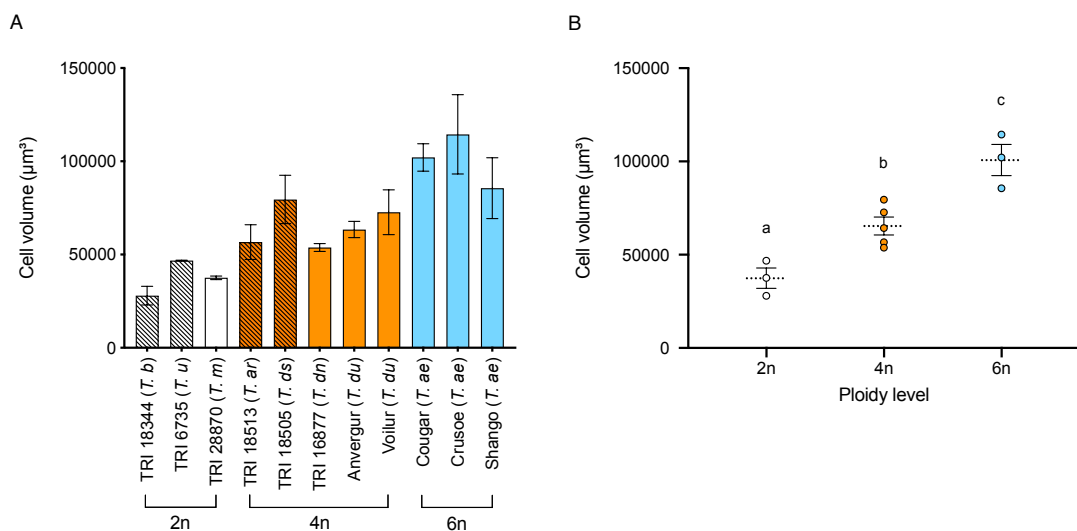 A
Cell volume (µm³)
150000
100000
50000
0
TRI 18344 (T. b)
TRI 6735 (T. u)
TRI 28870 (T. m)
TRI 18513 (T. ar)
TRI 18505 (T. ds)
TRI 16877 (T. dn)
Anvergur (T. du)
Voilur (T. du)
Cougar (T. ae)
Crusoe (T. ae)
Shango (T. ae)
2n
4n
6n
B
Cell volume (µm³)
150000
100000
50000
0
a
b
c
2n
4n
6n
Ploidy level